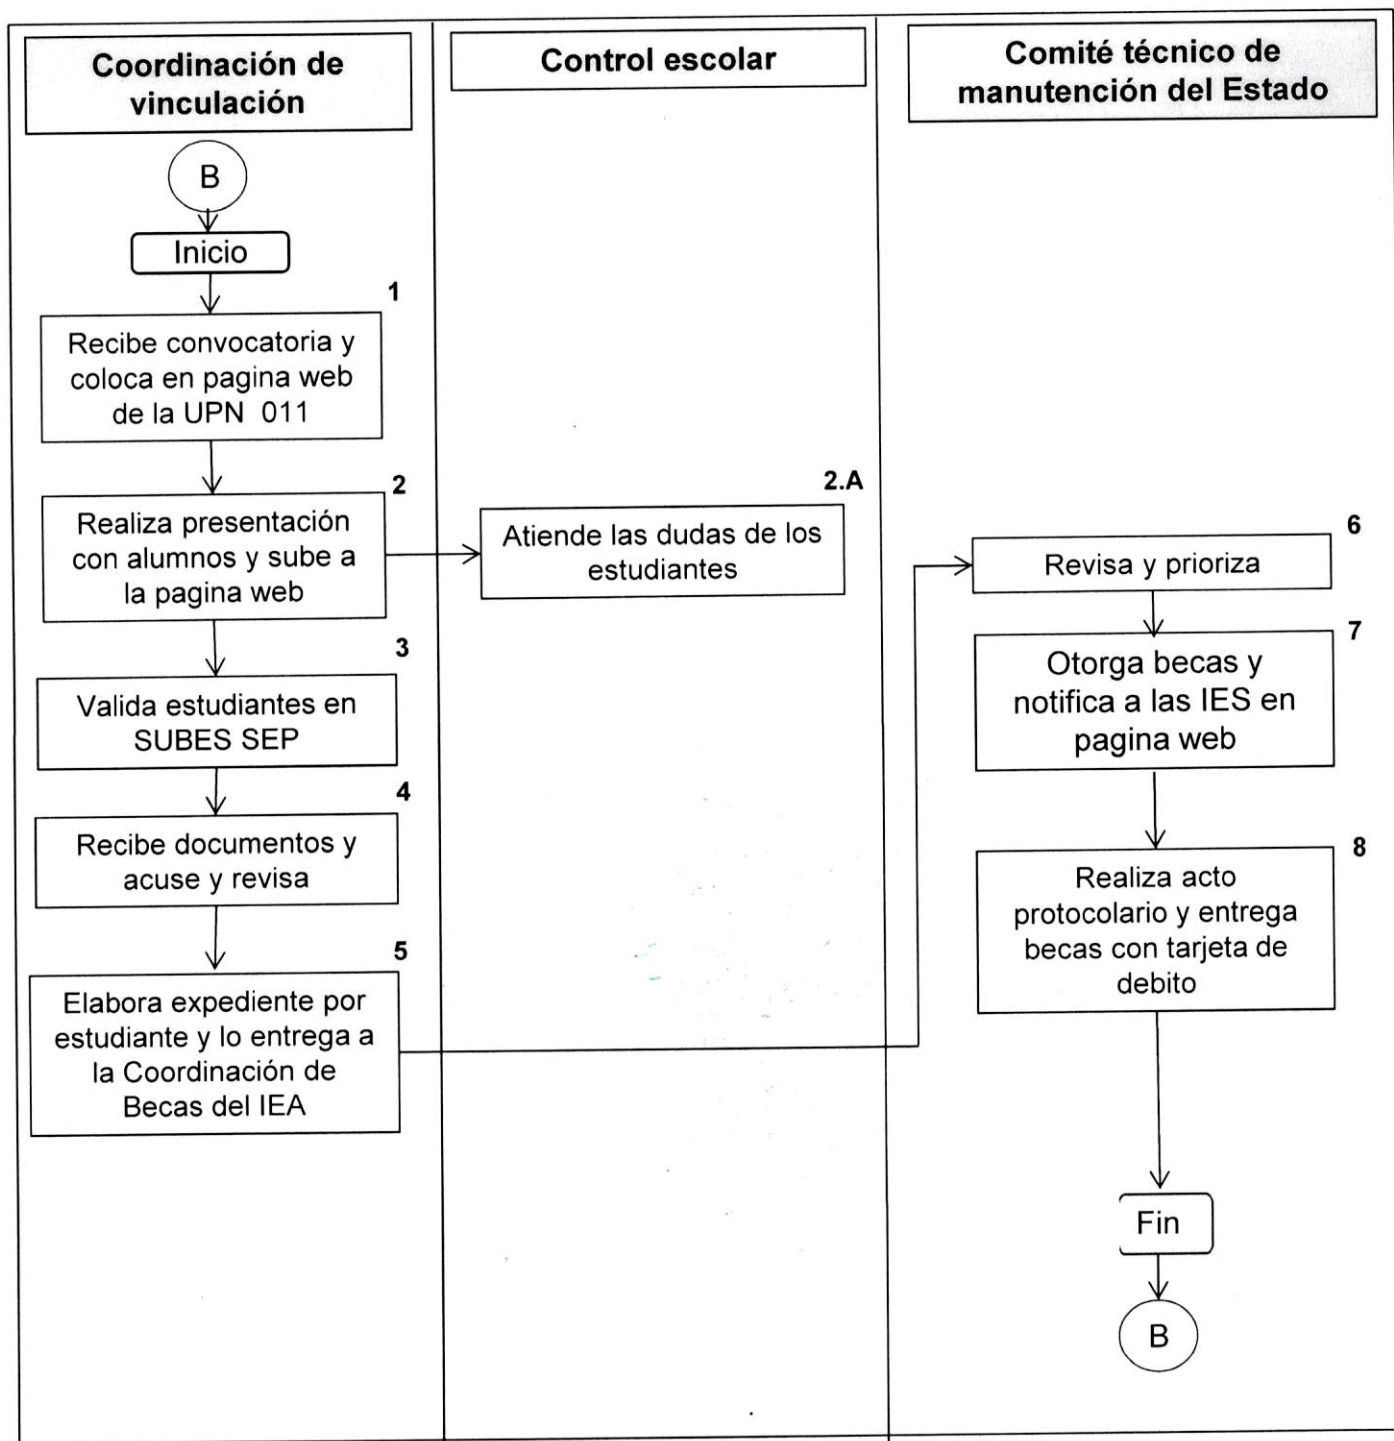 Coordinación de
vinculación
Control escolar
Comité técnico de
manutención del Estado
B
Inicio
1
Recibe convocatoria y
coloca en pagina web
de la UPN 011
2
Realiza presentación
con alumnos y sube a
la pagina web
2.A
Atiende las dudas de los
estudiantes
3
Valida estudiantes en
SUBES SEP
4
Recibe documentos y
acuse y revisa
5
Elabora expediente por
estudiante y lo entrega a
la Coordinación de
Becas del IEA
6
Revisa y prioriza
7
Otorga becas y
notifica a las IES en
pagina web
8
Realiza acto
protocolario y entrega
becas con tarjeta de
debito
Fin
B